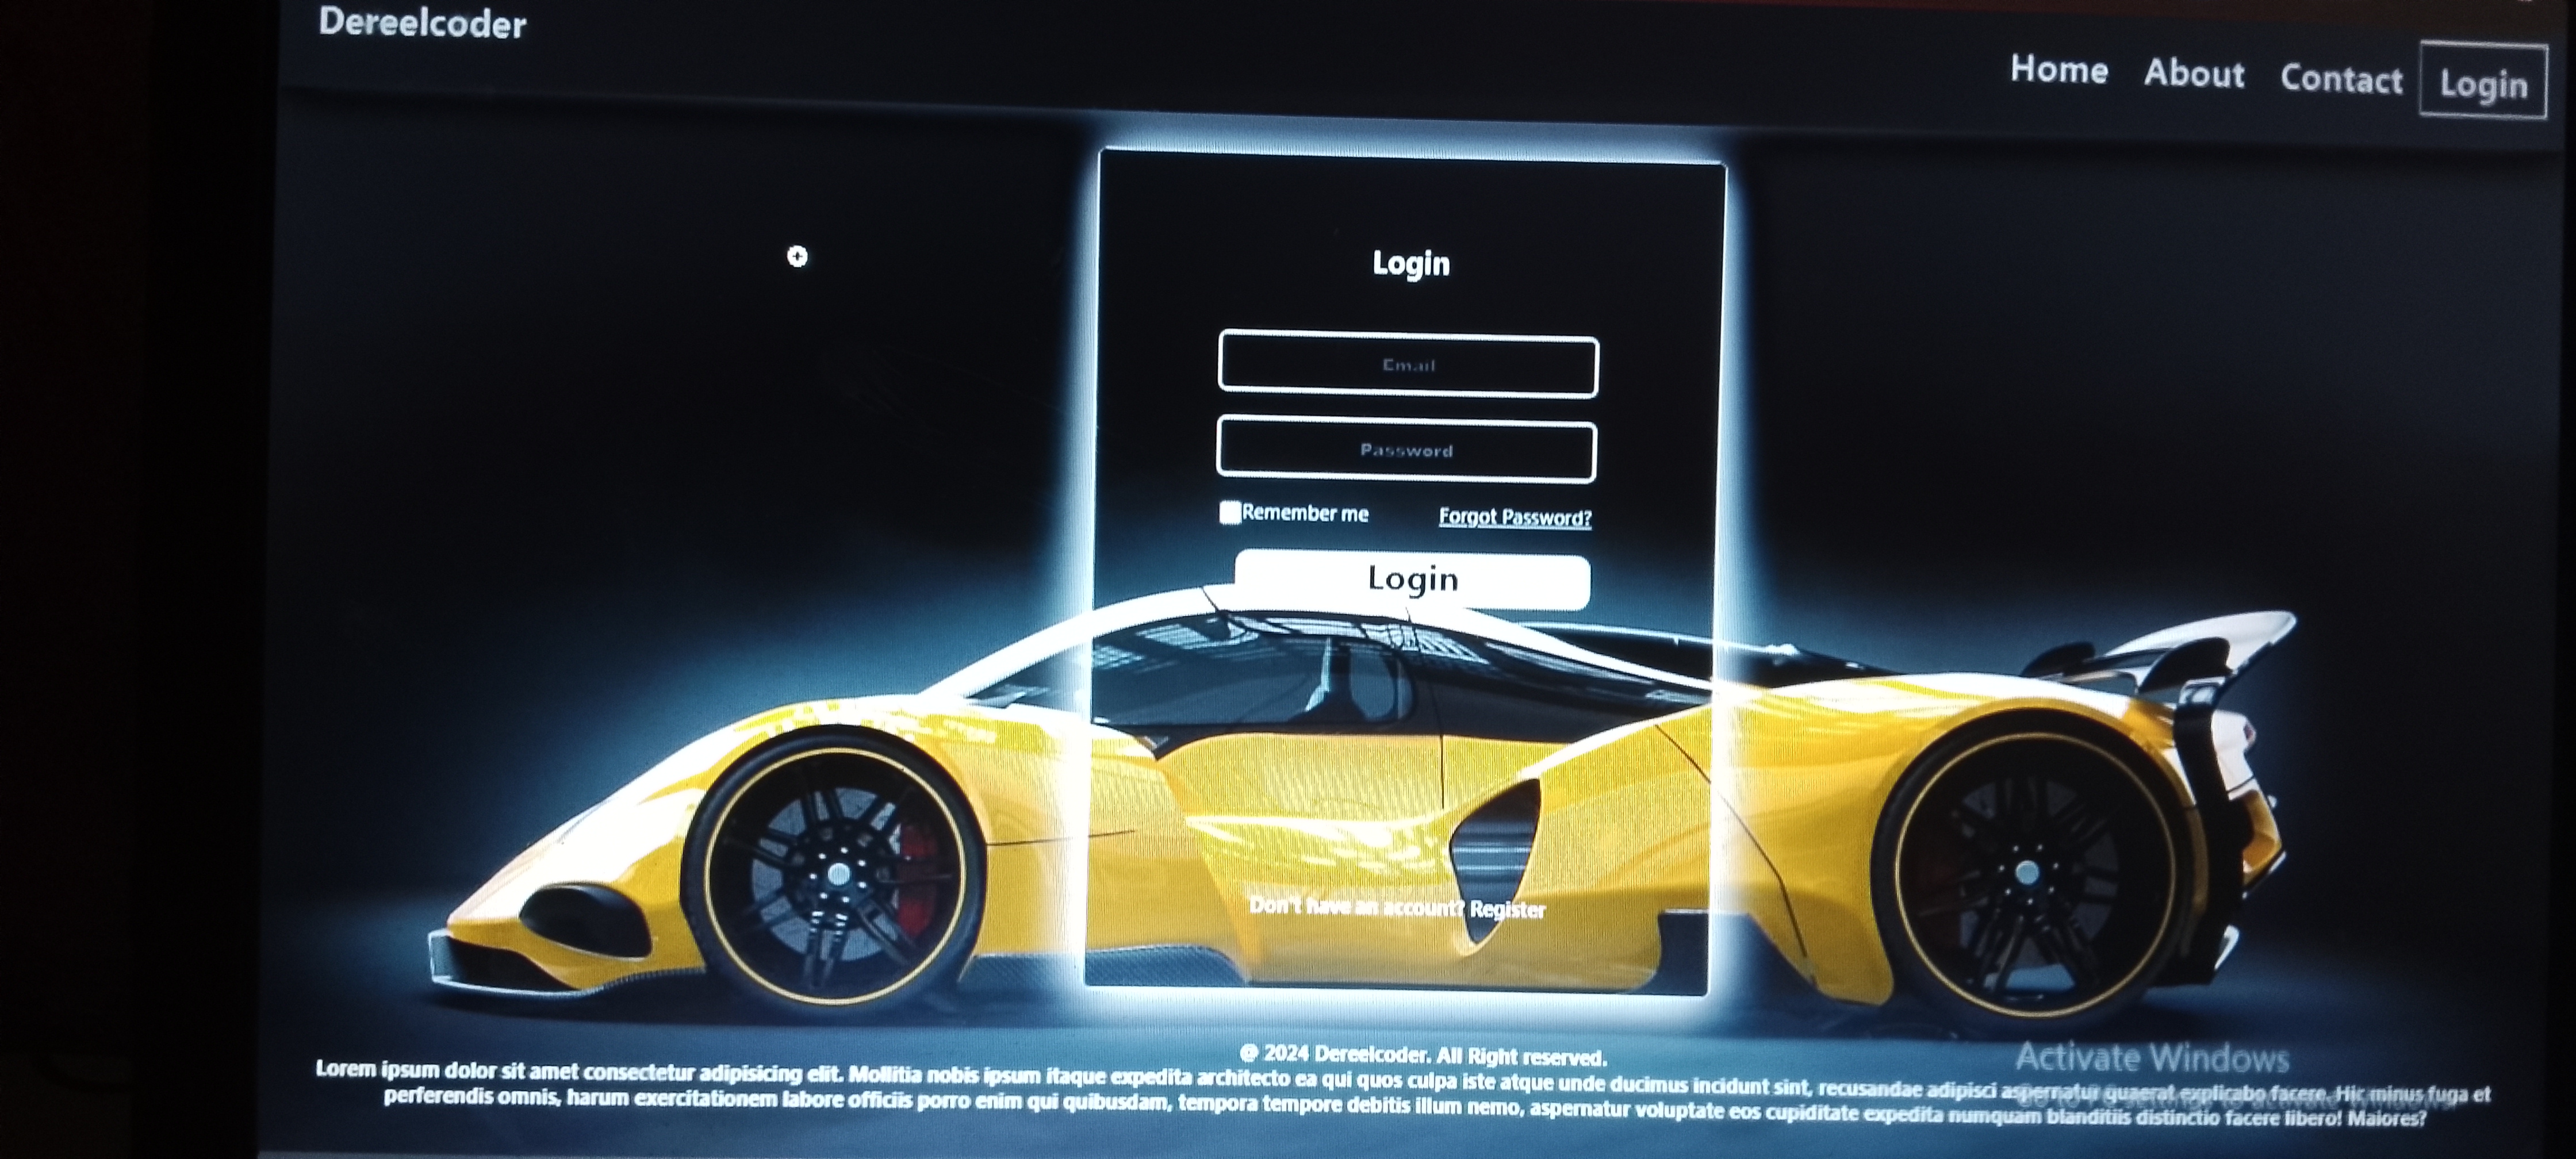 Dereelcoder
Home About Contact Login
Login
Email
Password
Remember me Forgot Password?
Login
Don't have an account? Register
@ 2024 Dereelcoder. All Right reserved.
Lorem ipsum dolor sit amet consectetur adipisicing elit. Mollitia nobis ipsum itaque expedita architecto ea qui quos culpa iste atque unde ducimus incidunt sint, recusandae adipisci aspernatur quaerat explicabo facere. Hic minus fuga et
perferendis omnis, harum exercitationem labore officiis porro enim qui quibusdam, tempora tempore debitis illum nemo, aspernatur voluptate eos cupiditate expedita numquam blanditiis distinctio facere libero! Maiores?
Activate Windows